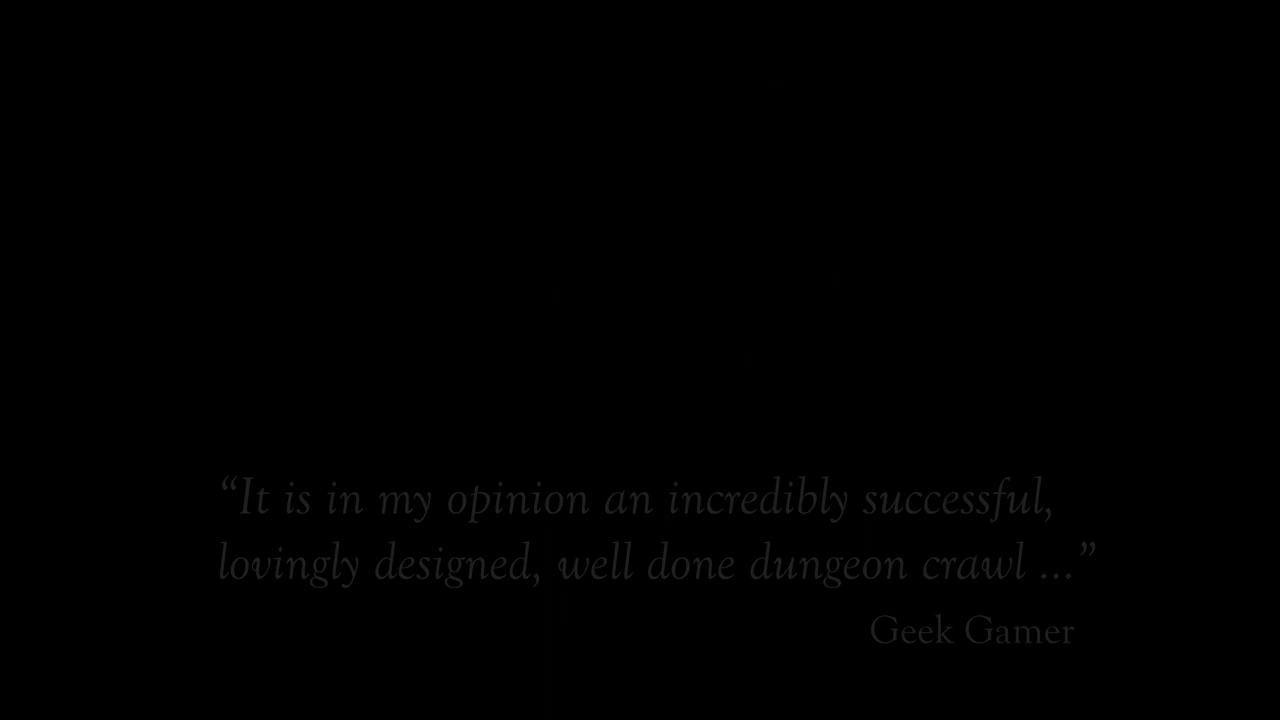 “It is in my opinion an incredibly successful,
lovingly designed, well done dungeon crawl ...”
Geek Gamer